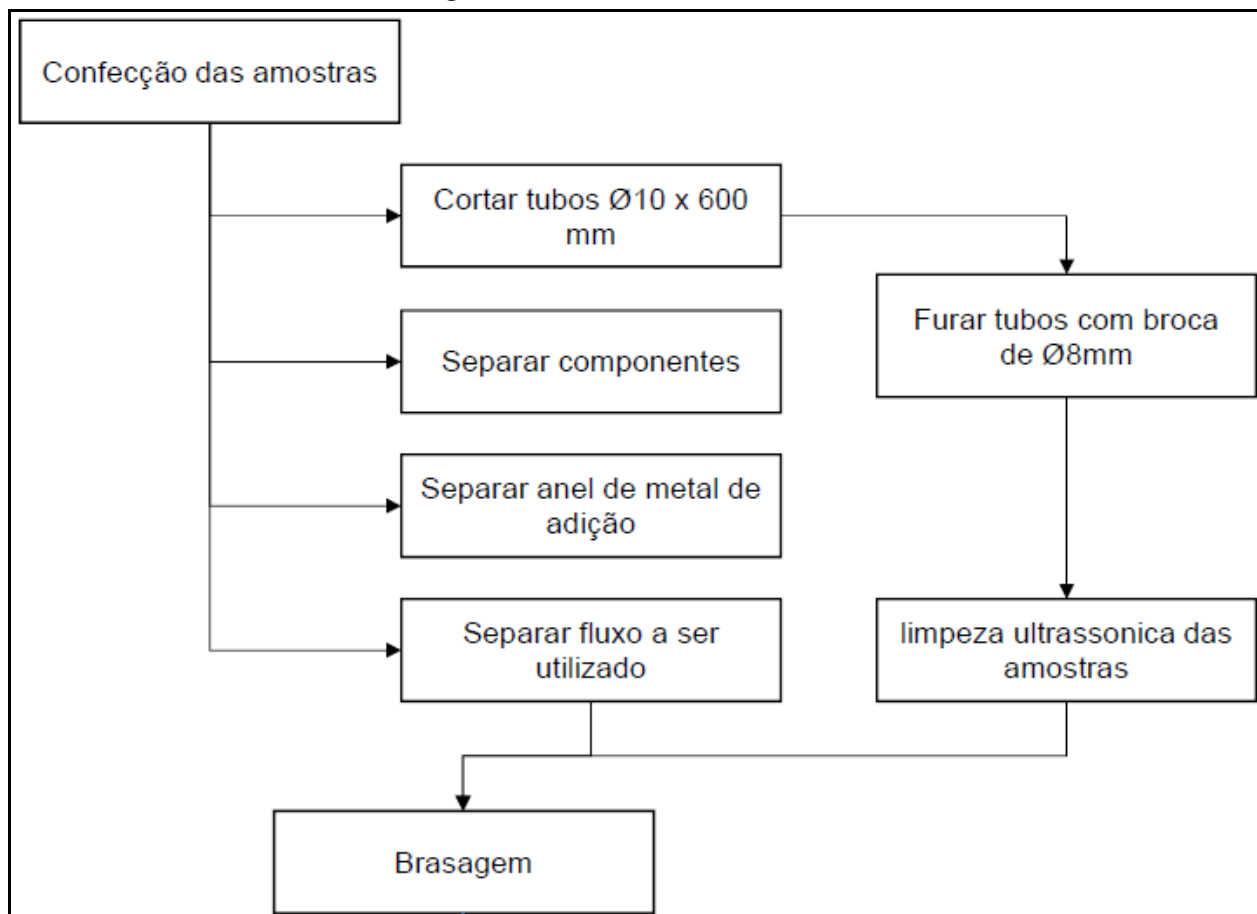 Confecção das amostras
Cortar tubos Ø10 x 600
mm
Furar tubos com broca
de Ø8mm
Separar componentes
Separar anel de metal de
adição
Separar fluxo a ser
utilizado
limpeza ultrassonica das
amostras
Brasagem